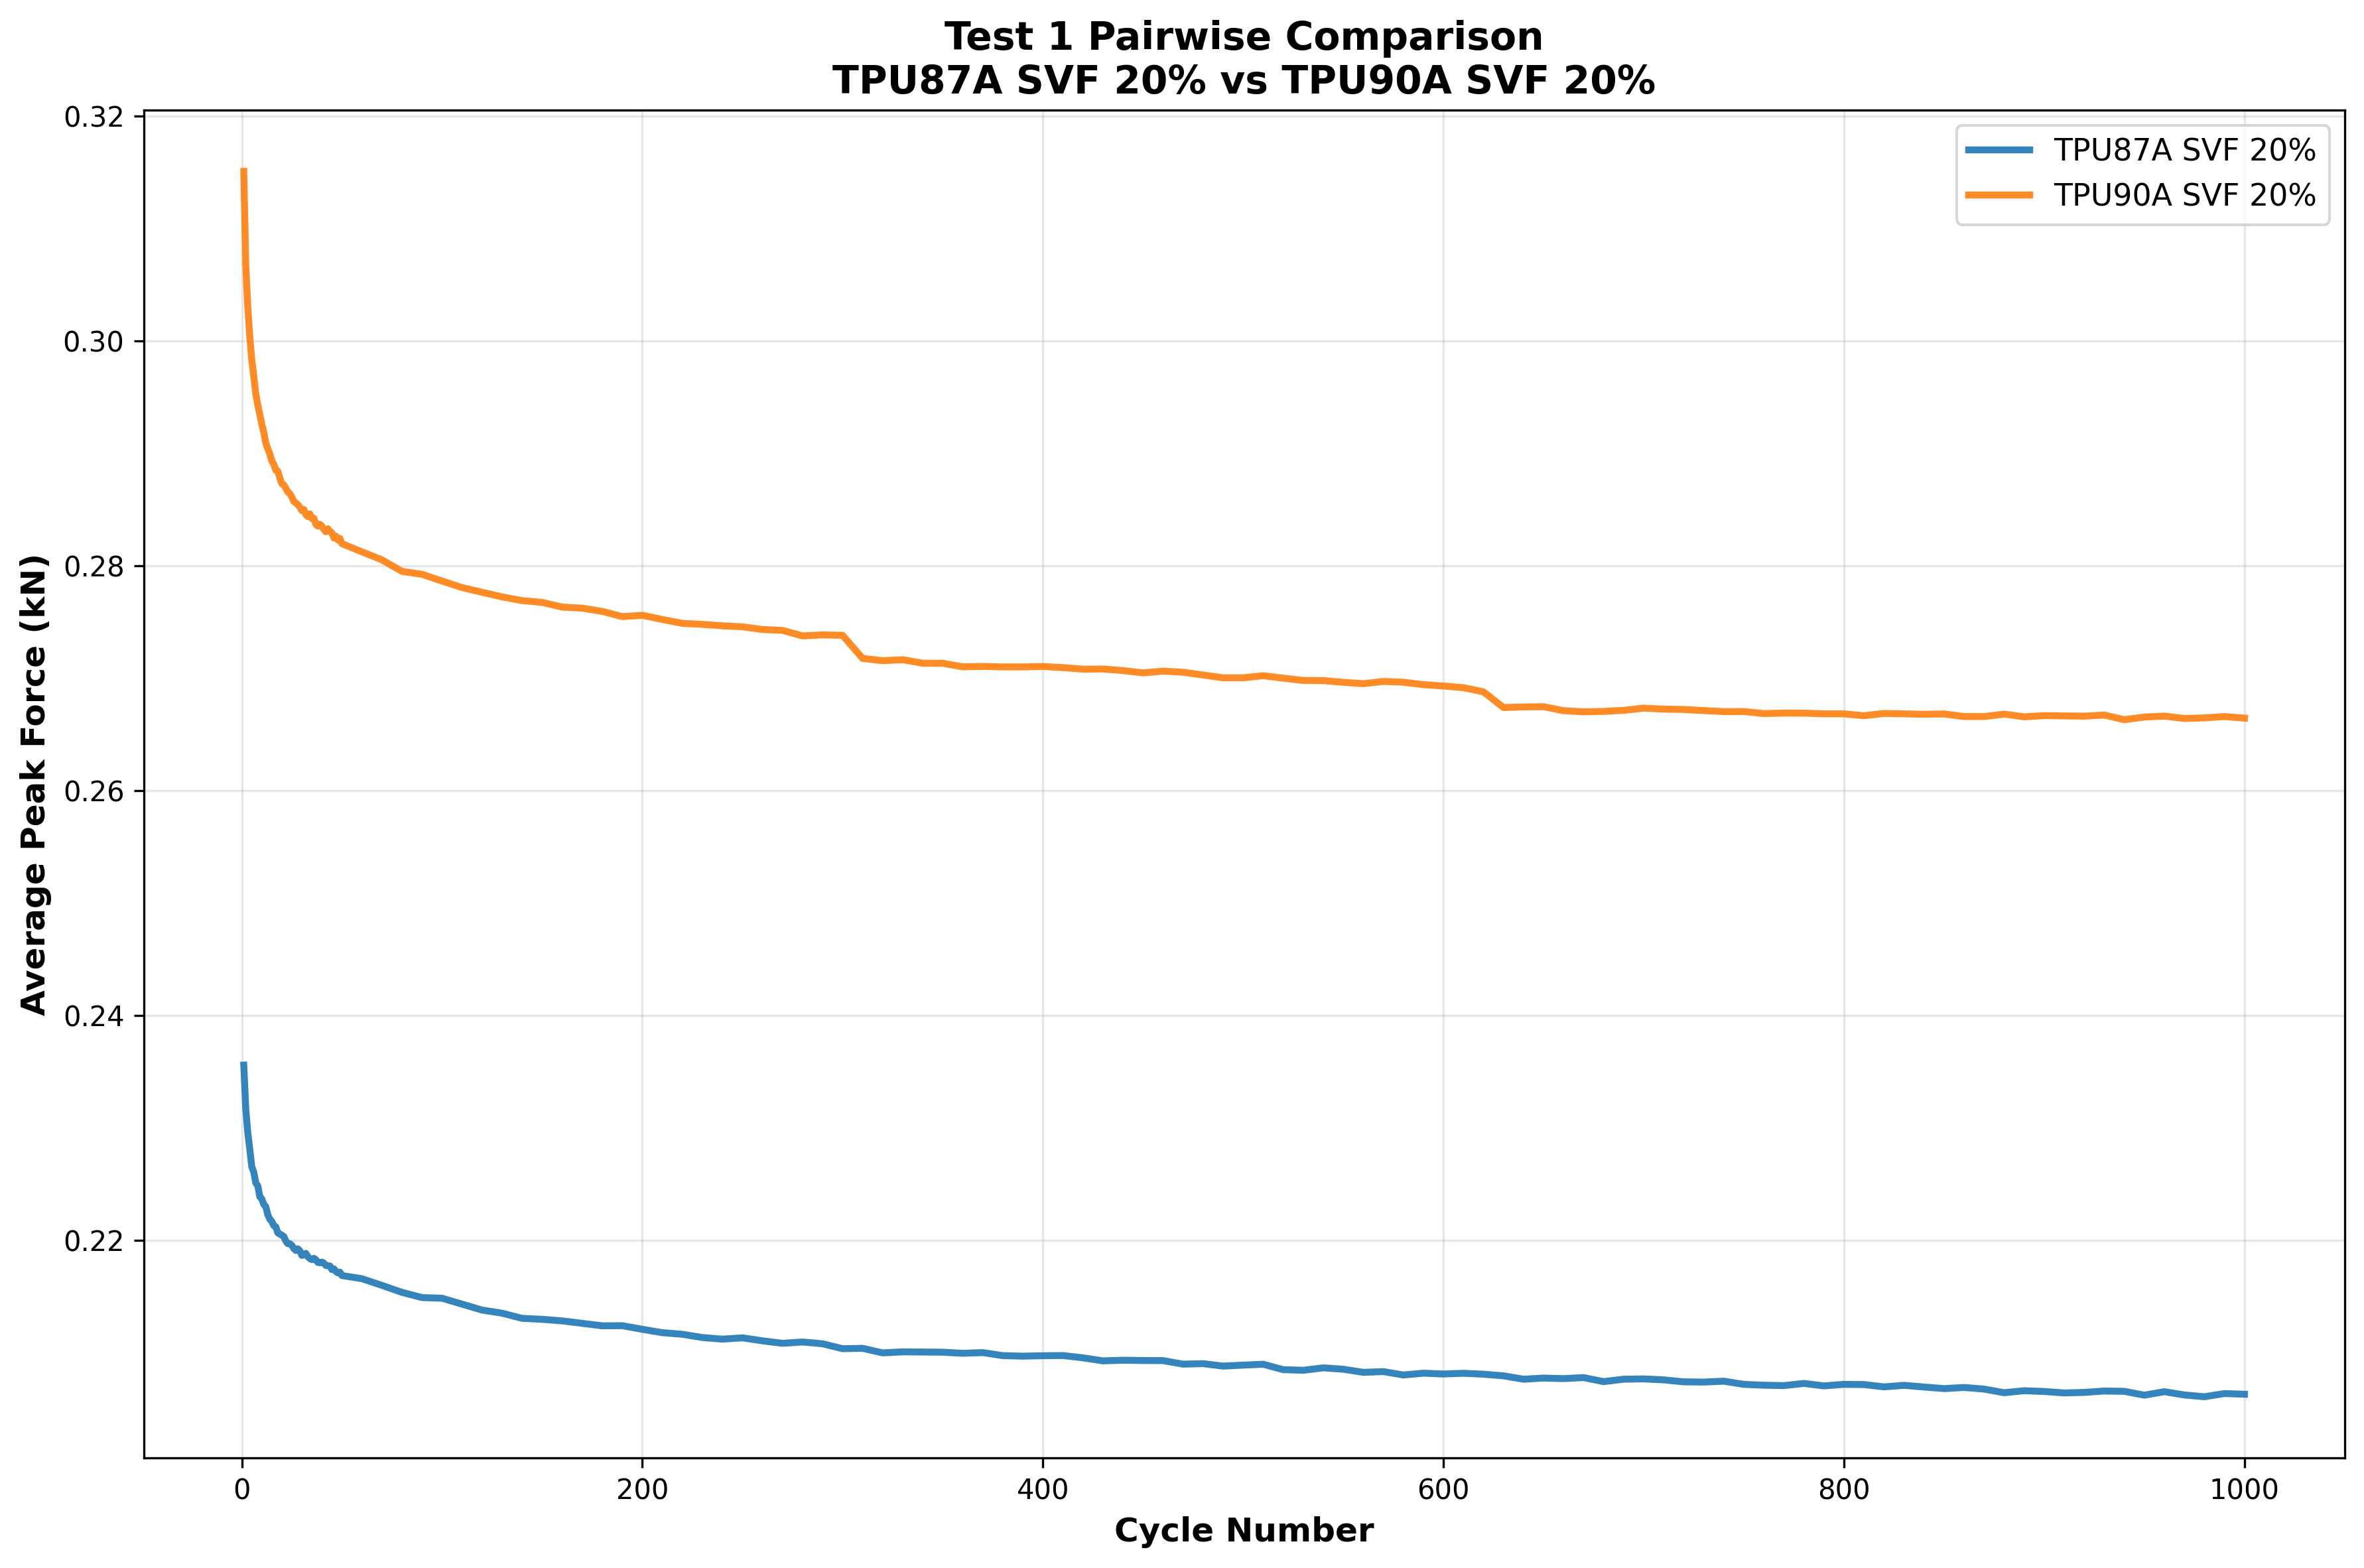 Test 1 Pairwise Comparison
TPU87A SVF 20% vs TPU90A SVF 20%
TPU87A SVF 20%
TPU90A SVF 20%
Average Peak Force (kN)
0.32
0.30
0.28
0.26
0.24
0.22
0 200 400 600 800 1000
Cycle Number